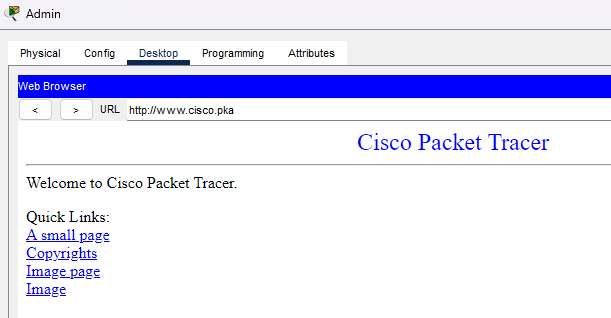 Admin
Physical Config Desktop Programming Attributes
Web Browser
< > URL http://www.cisco.pka
Cisco Packet Tracer
Welcome to Cisco Packet Tracer.
Quick Links:
A small page
Copyrights
Image page
Image